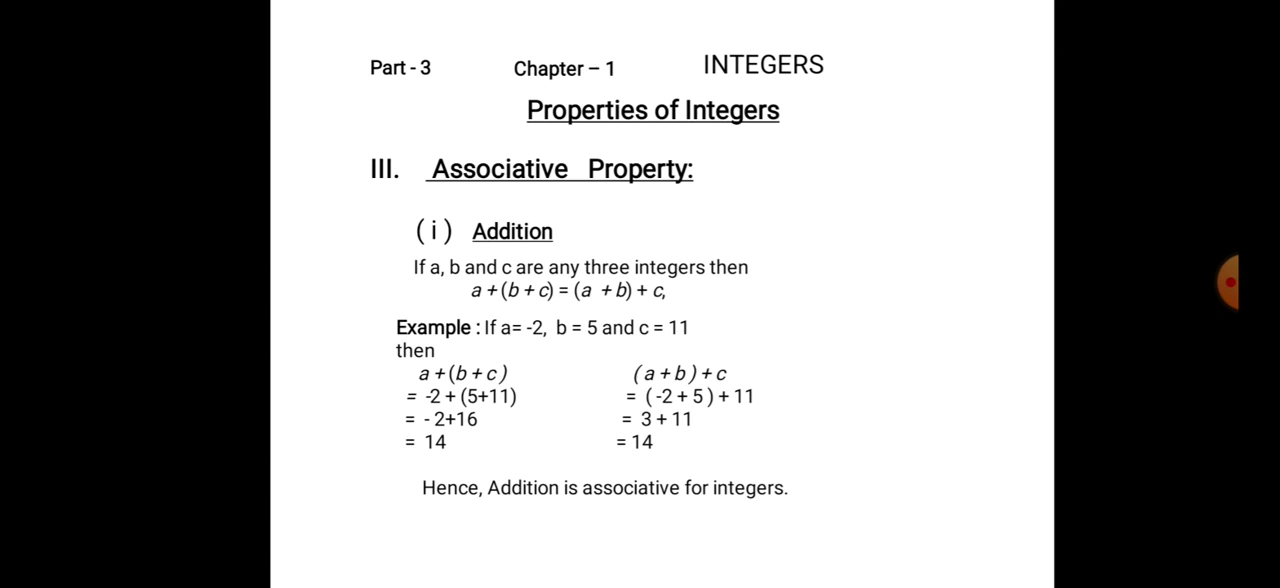 Part - 3 Chapter – 1 INTEGERS
Properties of Integers
III. Associative Property:
( i ) Addition
If a, b and c are any three integers then
a + (b + c) = (a + b) + c,
Example : If a= -2, b = 5 and c = 11
then
a + (b + c) ( a + b ) + c
= -2 + (5+11) = ( -2 + 5 ) + 11
= - 2+16 = 3 + 11
= 14 = 14
Hence, Addition is associative for integers.